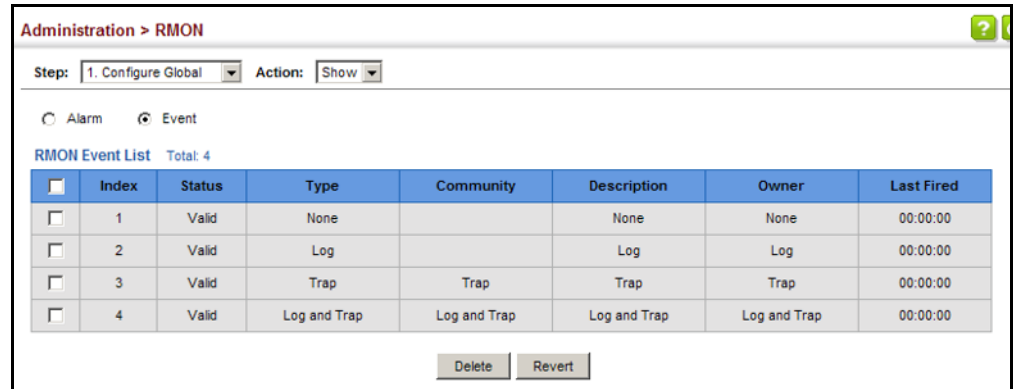 Administration > RMON
?
Step: 1. Configure Global Action: Show
Alarm Event
RMON Event List Total: 4
Index Status Type Community Description Owner Last Fired
1 Valid None None None 00:00:00
2 Valid Log Log Log 00:00:00
3 Valid Trap Trap Trap Trap 00:00:00
4 Valid Log and Trap Log and Trap Log and Trap Log and Trap 00:00:00
Delete Revert